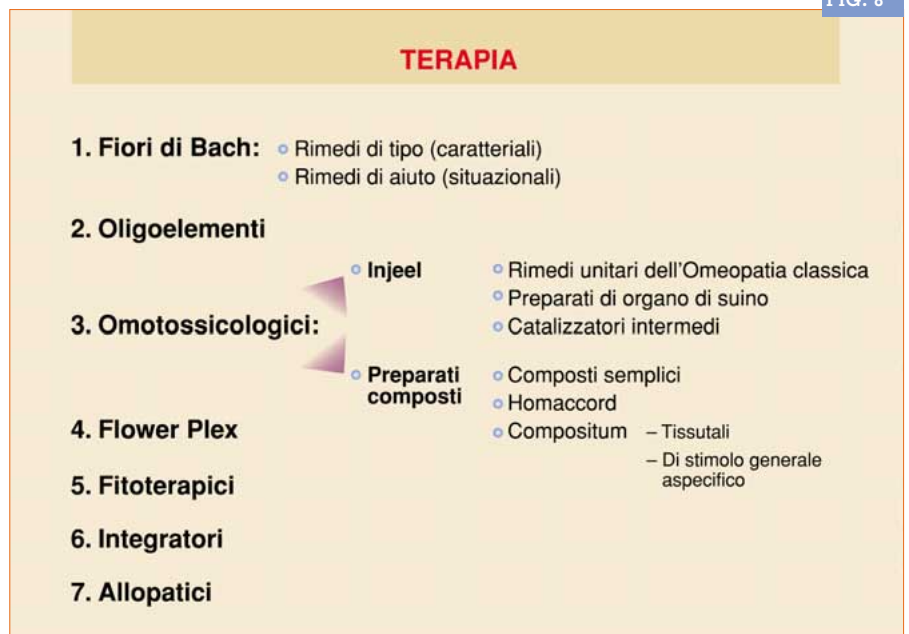 FIG. 8
TERAPIA
1. Fiori di Bach:
Rimedi di tipo (caratteriali)
Rimedi di aiuto (situazionali)
2. Oligoelementi
3. Omotossicologici:
Injeel
Rimedi unitari dell'Omeopatia classica
Preparati di organo di suino
Catalizzatori intermedi
Preparati
composti
Composti semplici
Homaccord
Compositum
– Tissutali
– Di stimolo generale
aspecifico
4. Flower Plex
5. Fitoterapici
6. Integratori
7. Allopatici